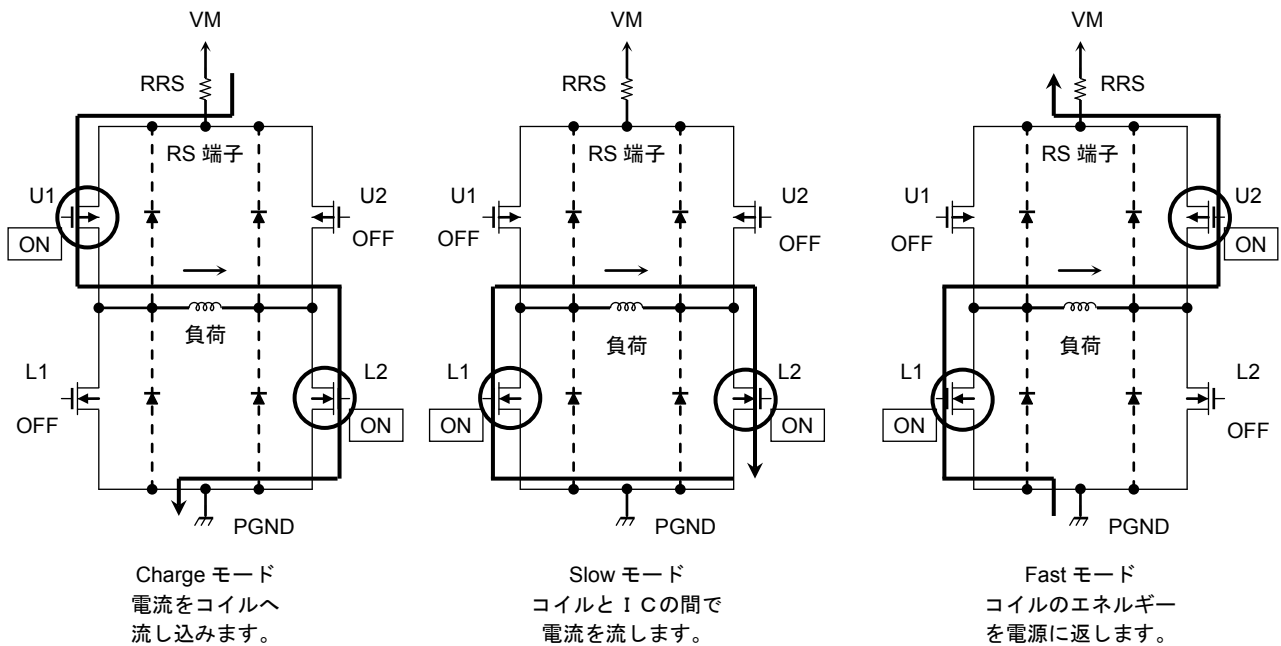 VM
RRS
RS 端子
U1
ON
U2
OFF
負荷
L1
OFF
L2
ON
PGND
Charge モード
電流をコイルへ
流し込みます。
VM
RRS
RS 端子
U1
OFF
U2
OFF
負荷
L1
ON
L2
ON
PGND
Slow モード
コイルとＩＣの間で
電流を流します。
VM
RRS
RS 端子
U1
OFF
U2
ON
負荷
L1
ON
L2
OFF
PGND
Fast モード
コイルのエネルギー
を電源に返します。